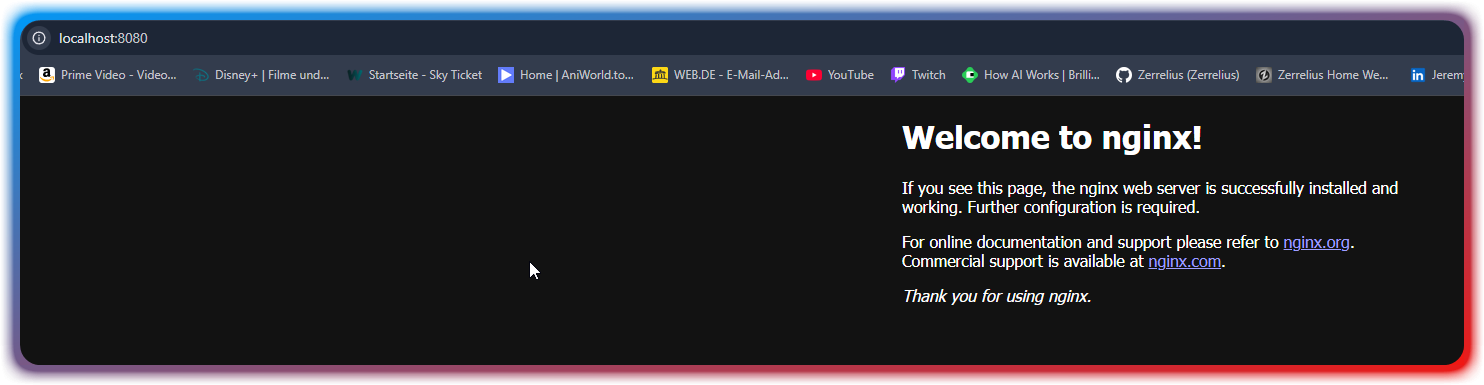 localhost:8080
Prime Video - Video... Disney+ | Filme und... Startseite - Sky Ticket Home | AniWorld.to... WEB.DE - E-Mail-Ad... YouTube Twitch How AI Works | Brilli... Zerrelius (Zerrelius) Zerrelius Home We... Jeremy
Welcome to nginx!
If you see this page, the nginx web server is successfully installed and
working. Further configuration is required.
For online documentation and support please refer to nginx.org.
Commercial support is available at nginx.com.
Thank you for using nginx.